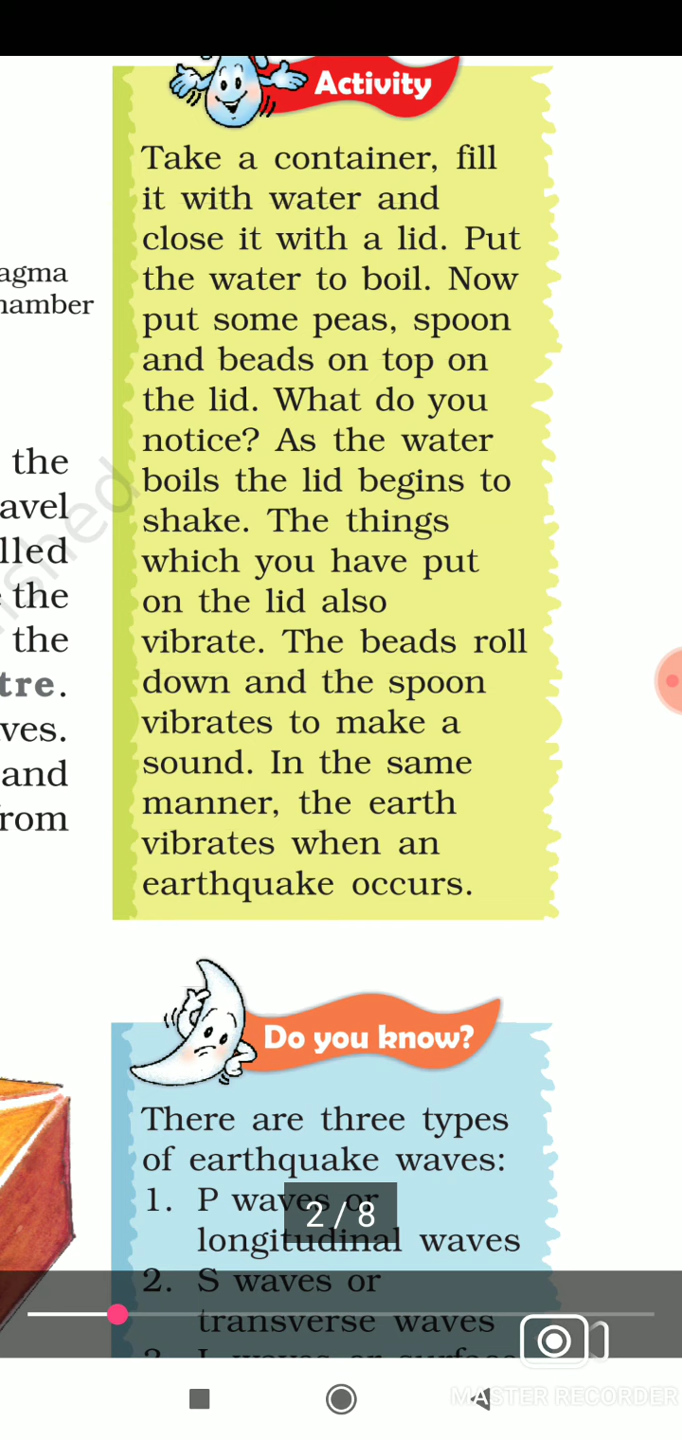 Activity
Take a container, fill
it with water and
close it with a lid. Put
the water to boil. Now
put some peas, spoon
and beads on top on
the lid. What do you
notice? As the water
boils the lid begins to
shake. The things
which you have put
on the lid also
vibrate. The beads roll
down and the spoon
vibrates to make a
sound. In the same
manner, the earth
vibrates when an
earthquake occurs.
agma
hamber
the
avel
lled
the
the
tre.
ves.
and
rom
Do you know?
There are three types
of earthquake waves:
1. P waves or
longitudinal waves
2. S waves or
transverse waves
2 / 8
MASTER RECORDER